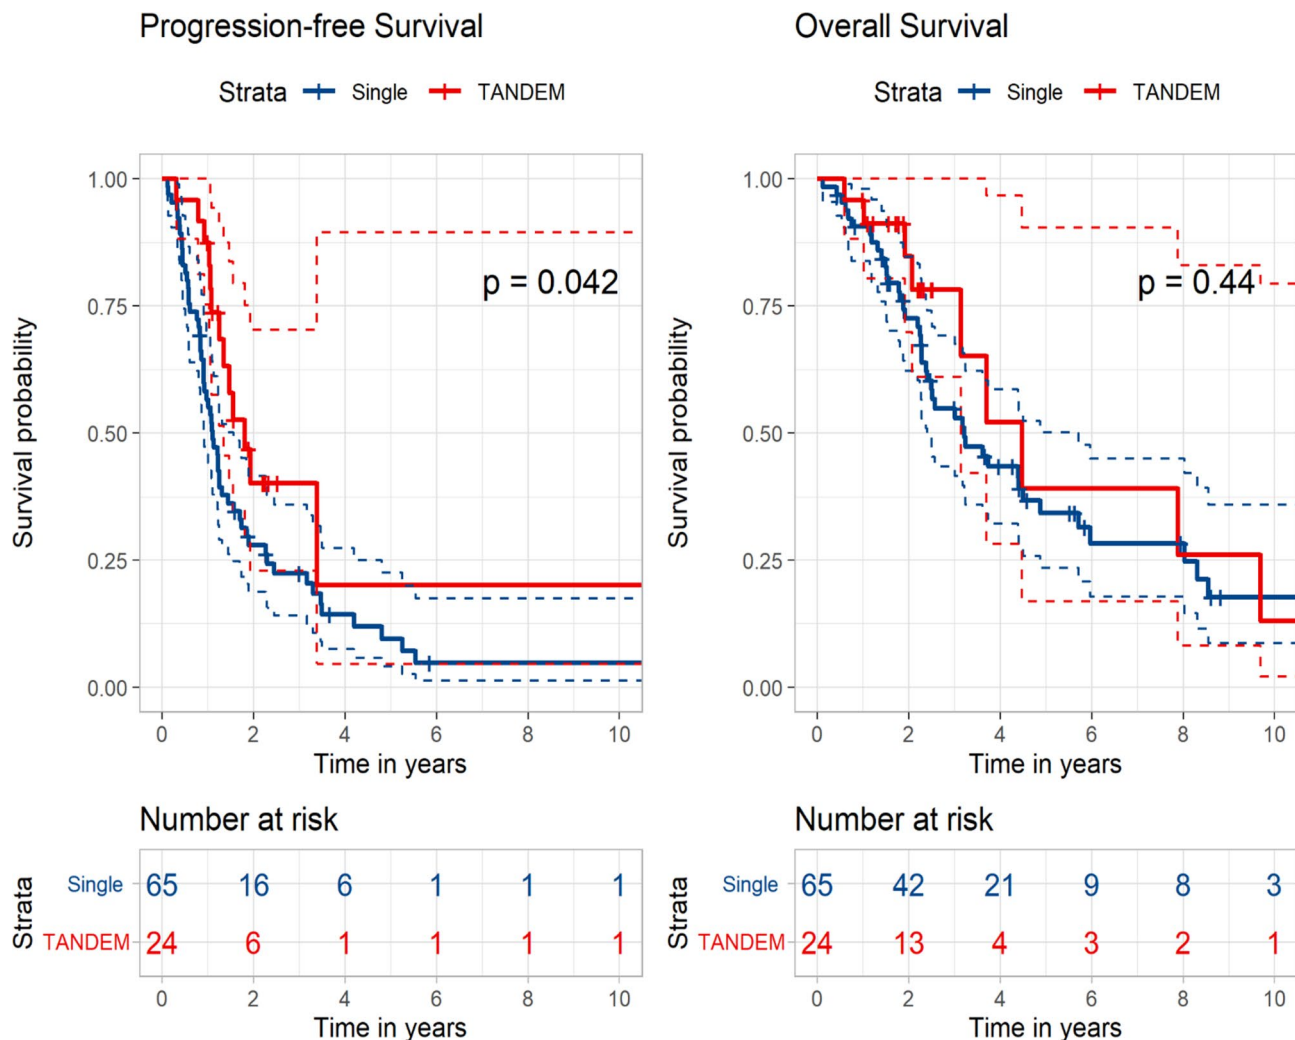 Progression-free Survival
Strata Single TANDEM
Survival probability
1.00
0.75
0.50
0.25
0.00
p = 0.042
0 2 4 6 8 10
Time in years
Number at risk
Strata
Single 65 16 6 1 1 1
TANDEM 24 6 1 1 1 1
0 2 4 6 8 10
Time in years
Overall Survival
Strata Single TANDEM
Survival probability
1.00
0.75
0.50
0.25
0.00
p = 0.44
0 2 4 6 8 10
Time in years
Number at risk
Strata
Single 65 42 21 9 8 3
TANDEM 24 13 4 3 2 1
0 2 4 6 8 10
Time in years